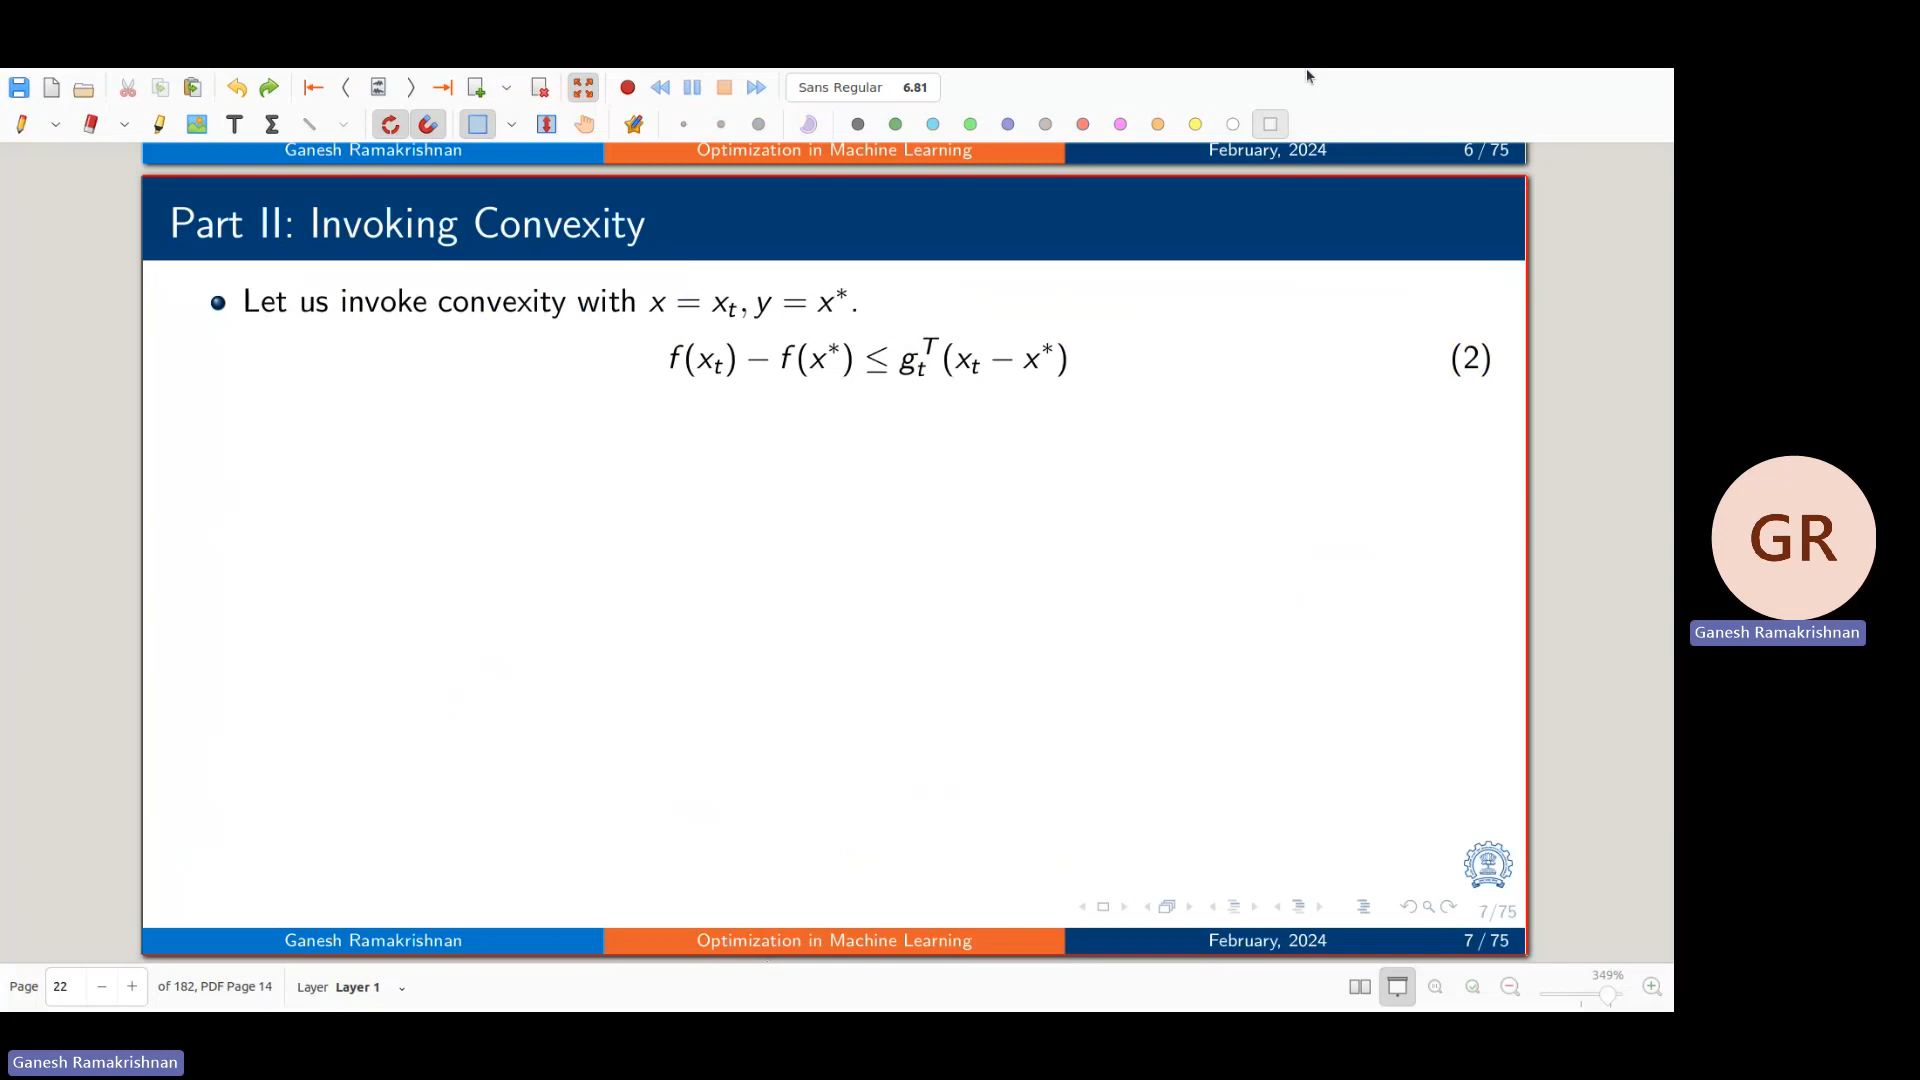 Sans Regular 6.81
Ganesh Ramakrishnan Optimization in Machine Learning February, 2024 6 / 75
Part II: Invoking Convexity
Let us invoke convexity with x = x_t, y = x*.
f(x_t) − f(x*) ≤ g_t^T(x_t − x*) (2)
7/75
Ganesh Ramakrishnan Optimization in Machine Learning February, 2024 7 / 75
GR
Ganesh Ramakrishnan
Page 22 of 182, PDF Page 14 Layer Layer 1 349%
Ganesh Ramakrishnan